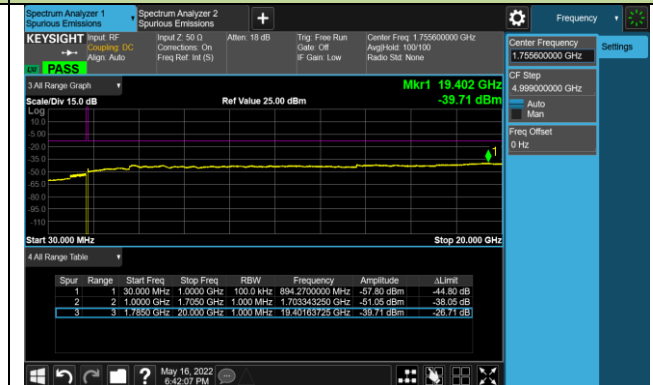 Spectrum Analyzer 1
Spurious Emissions
Spectrum Analyzer 2
Spurious Emissions
+
Frequency
KEYSIGHT
Input: RF
Coupling: DC
Align: Auto
Input Z: 50 Ω
Corrections: On
Freq Ref: Int (S)
Atten: 18 dB
Trig: Free Run
Gate: Off
IF Gain: Low
Center Freq: 1.755600000 GHz
Avg|Hold: 100/100
Radio Std: None
PASS
Center Frequency
1.755600000 GHz
Settings
CF Step
4.999000000 GHz
Auto
Man
Freq Offset
0 Hz
3 All Range Graph
Mkr1 19.402 GHz
Scale/Div 15.0 dB
Ref Value 25.00 dBm
-39.71 dBm
Log
10.0
-5.00
-20.0
-35.0
-50.0
-65.0
-80.0
-95.0
-110
1
Start 30.000 MHz
Stop 20.000 GHz
4 All Range Table
Spur Range Start Freq Stop Freq RBW Frequency Amplitude ΔLimit
1 1 30.000 MHz 1.0000 GHz 100.0 kHz 894.2700000 MHz -57.80 dBm -44.80 dB
2 2 1.0000 GHz 1.7050 GHz 1.000 MHz 1.703343250 GHz -51.05 dBm -38.05 dB
3 3 1.7850 GHz 20.000 GHz 1.000 MHz 19.40163725 GHz -39.71 dBm -26.71 dB
?
May 16, 2022
6:42:07 PM